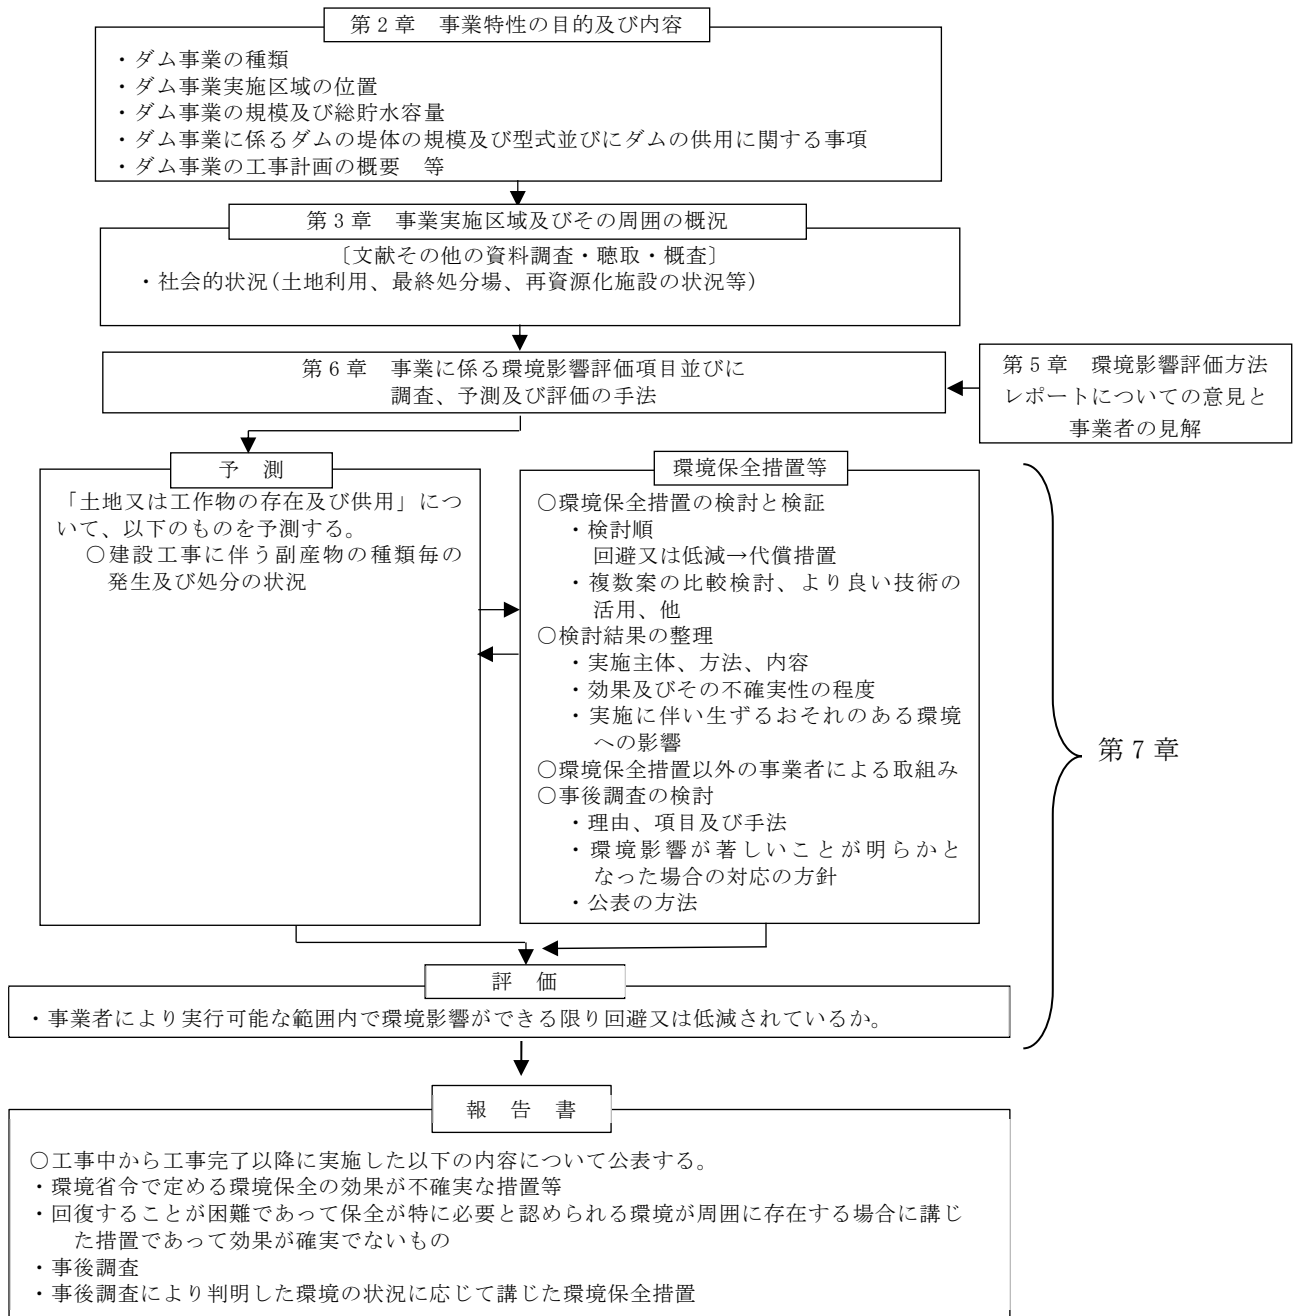 第２章　事業特性の目的及び内容
・ダム事業の種類
・ダム事業実施区域の位置
・ダム事業の規模及び総貯水容量
・ダム事業に係るダムの堤体の規模及び型式並びにダムの供用に関する事項
・ダム事業の工事計画の概要　等
第３章　事業実施区域及びその周囲の概況
〔文献その他の資料調査・聴取・概査〕
・社会的状況(土地利用、最終処分場、再資源化施設の状況等)
第６章　事業に係る環境影響評価項目並びに
調査、予測及び評価の手法
第５章　環境影響評価方法
レポートについての意見と
事業者の見解
予　測
「土地又は工作物の存在及び供用」につ
いて、以下のものを予測する。
○建設工事に伴う副産物の種類毎の
発生及び処分の状況
環境保全措置等
○環境保全措置の検討と検証
・検討順
回避又は低減→代償措置
・複数案の比較検討、より良い技術の
活用、他
○検討結果の整理
・実施主体、方法、内容
・効果及びその不確実性の程度
・実施に伴い生ずるおそれのある環境
への影響
○環境保全措置以外の事業者による取組み
○事後調査の検討
・理由、項目及び手法
・環境影響が著しいことが明らかと
なった場合の対応の方針
・公表の方法
第７章
評　価
・事業者により実行可能な範囲内で環境影響ができる限り回避又は低減されているか。
報　告　書
○工事中から工事完了以降に実施した以下の内容について公表する。
・環境省令で定める環境保全の効果が不確実な措置等
・回復することが困難であって保全が特に必要と認められる環境が周囲に存在する場合に講じ
た措置であって効果が確実でないもの
・事後調査
・事後調査により判明した環境の状況に応じて講じた環境保全措置